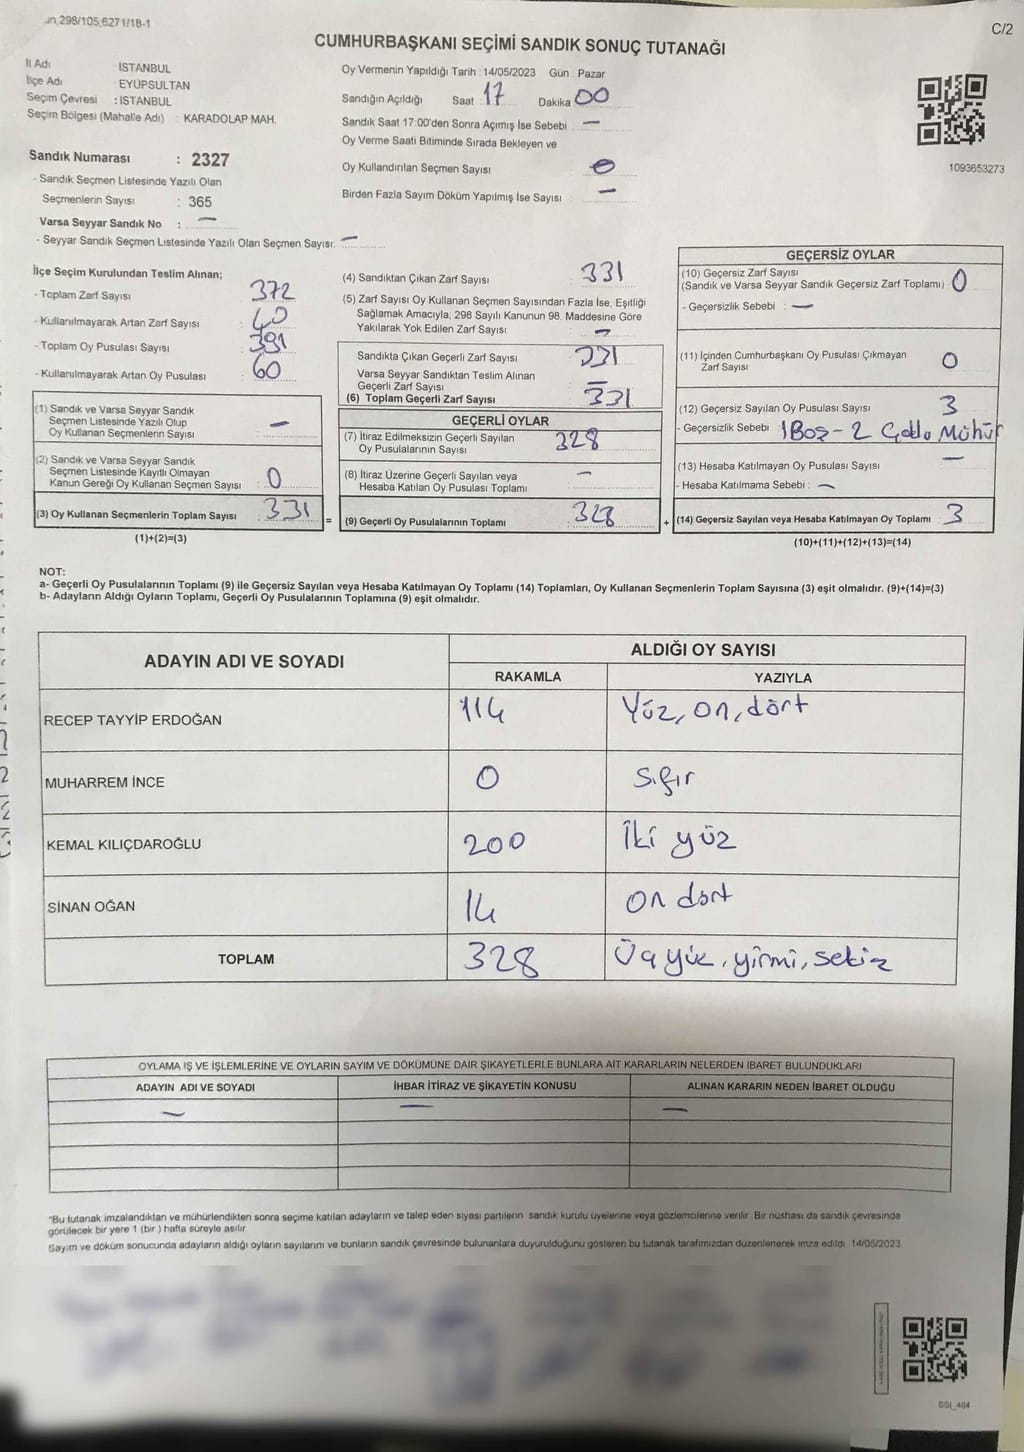 298/105,6271/18-1
C/2
CUMHURBAŞKANI SEÇİMİ SANDIK SONUÇ TUTANAĞI
İl Adı : İSTANBUL
İlçe Adı : EYÜPSULTAN
Seçim Çevresi : İSTANBUL
Seçim Bölgesi (Mahalle Adı) : KARADOLAP MAH.
Sandık Numarası : 2327
- Sandık Seçmen Listesinde Yazılı Olan
Seçmenlerin Sayısı : 365
Varsa Seyyar Sandık No : —
- Seyyar Sandık Seçmen Listesinde Yazılı Olan Seçmen Sayısı: —
Oy Vermenin Yapıldığı Tarih : 14/05/2023 Gün : Pazar
Sandığın Açıldığı Saat : 17 Dakika 00
Sandık Saat 17:00'den Sonra Açımış İse Sebebi : —
Oy Verme Saati Bitiminde Sırada Bekleyen ve
Oy Kullandırılan Seçmen Sayısı : 0
Birden Fazla Sayım Döküm Yapılmış İse Sayısı : —
1093653273
İlçe Seçim Kurulundan Teslim Alınan;
- Toplam Zarf Sayısı : 372
- Kullanılmayarak Artan Zarf Sayısı : 40
- Toplam Oy Pusulası Sayısı : 391
- Kullanılmayarak Artan Oy Pusulası : 60
(1) Sandık ve Varsa Seyyar Sandık
Seçmen Listesinde Yazılı Olup
Oy Kullanan Seçmenlerin Sayısı : —
(2) Sandık ve Varsa Seyyar Sandık
Seçmen Listesinde Kayıtlı Olmayan
Kanun Gereği Oy Kullanan Seçmen Sayısı : 0
(3) Oy Kullanan Seçmenlerin Toplam Sayısı : 331
(1)+(2)=(3)
(4) Sandıktan Çıkan Zarf Sayısı : 331
(5) Zarf Sayısı Oy Kullanan Seçmen Sayısından Fazla İse, Eşitliği
Sağlamak Amacıyla, 298 Sayılı Kanunun 98. Maddesine Göre
Yakılarak Yok Edilen Zarf Sayısı : —
Sandıkta Çıkan Geçerli Zarf Sayısı : 331
Varsa Seyyar Sandıktan Teslim Alınan
Geçerli Zarf Sayısı : —
(6) Toplam Geçerli Zarf Sayısı : 331
GEÇERLİ OYLAR
(7) İtiraz Edilmeksizin Geçerli Sayılan
Oy Pusulalarının Sayısı : 328
(8) İtiraz Üzerine Geçerli Sayılan veya
Hesaba Katılan Oy Pusulası Toplamı : —
= (9) Geçerli Oy Pusulalarının Toplamı : 328
GEÇERSİZ OYLAR
(10) Geçersiz Zarf Sayısı
(Sandık ve Varsa Seyyar Sandık Geçersiz Zarf Toplamı) : 0
- Geçersizlik Sebebi : —
(11) İçinden Cumhurbaşkanı Oy Pusulası Çıkmayan
Zarf Sayısı : 0
(12) Geçersiz Sayılan Oy Pusulası Sayısı : 3
- Geçersizlik Sebebi : 1 Boş - 2 Çoklu Mühür
(13) Hesaba Katılmayan Oy Pusulası Sayısı : —
- Hesaba Katılmama Sebebi : —
+ (14) Geçersiz Sayılan veya Hesaba Katılmayan Oy Toplamı : 3
(10)+(11)+(12)+(13)=(14)
NOT:
a- Geçerli Oy Pusulalarının Toplamı (9) ile Geçersiz Sayılan veya Hesaba Katılmayan Oy Toplamı (14) Toplamları, Oy Kullanan Seçmenlerin Toplam Sayısına (3) eşit olmalıdır. (9)+(14)=(3)
b- Adayların Aldığı Oyların Toplamı, Geçerli Oy Pusulalarının Toplamına (9) eşit olmalıdır.
ADAYIN ADI VE SOYADI ALDIĞI OY SAYISI
RAKAMLA YAZIYLA
RECEP TAYYİP ERDOĞAN 114 Yüz, on, dört
MUHARREM İNCE 0 Sıfır
KEMAL KILIÇDAROĞLU 200 İki yüz
SİNAN OĞAN 14 on dört
TOPLAM 328 Üç yüz, yirmi, sekiz
OYLAMA İŞ VE İŞLEMLERİNE VE OYLARIN SAYIM VE DÖKÜMÜNE DAİR ŞİKAYETLERLE BUNLARA AİT KARARLARIN NELERDEN İBARET BULUNDUKLARI
ADAYIN ADI VE SOYADI İHBAR İTİRAZ VE ŞİKAYETİN KONUSU ALINAN KARARIN NEDEN İBARET OLDUĞU
— — —
*Bu tutanak imzalandıktan ve mühürlendikten sonra seçime katılan adayların ve talep eden siyasi partilerin sandık kurulu üyelerine veya gözlemcilerine verilir. Bir nüshası da sandık çevresinde
görülecek bir yere 1 (bir ) hafta süreyle asılır.
Sayım ve döküm sonucunda adayların aldığı oyların sayılarını ve bunların sandık çevresinde bulunanlara duyurulduğunu gösteren bu tutanak tarafımızdan düzenlenerek imza edildi. 14/05/2023